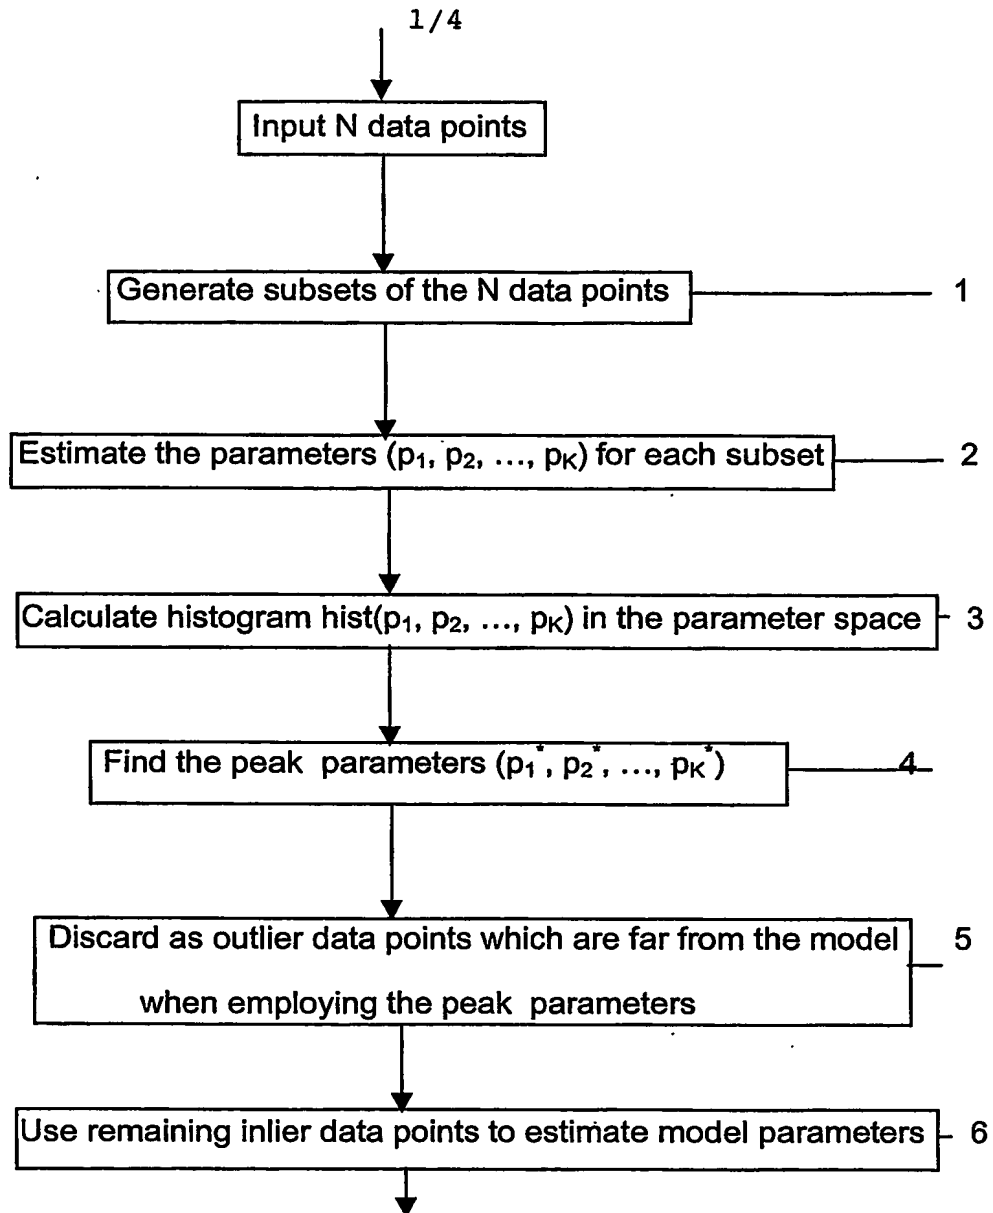 1/4
Input N data points
Generate subsets of the N data points
1
Estimate the parameters (p₁, p₂, ..., pK) for each subset
2
Calculate histogram hist(p₁, p₂, ..., pK) in the parameter space
3
Find the peak parameters (p₁*, p₂*, ..., pK*)
4
Discard as outlier data points which are far from the model
5
when employing the peak parameters
Use remaining inlier data points to estimate model parameters
6